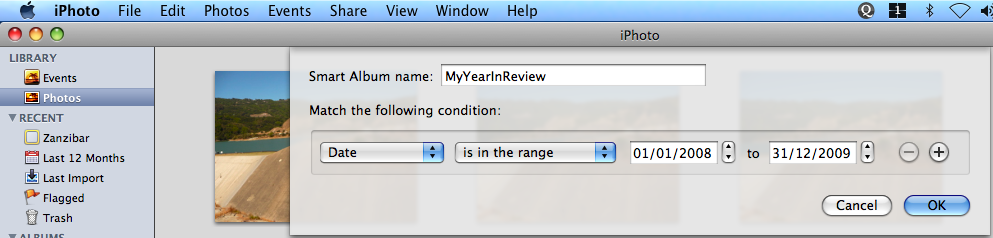 iPhoto File Edit Photos Events Share View Window Help
iPhoto
LIBRARY
Events
Photos
RECENT
Zanzibar
Last 12 Months
Last Import
Flagged
Trash
ALBUMS
Smart Album name: MyYearInReview
Match the following condition:
Date is in the range 01/01/2008 to 31/12/2009
Cancel OK